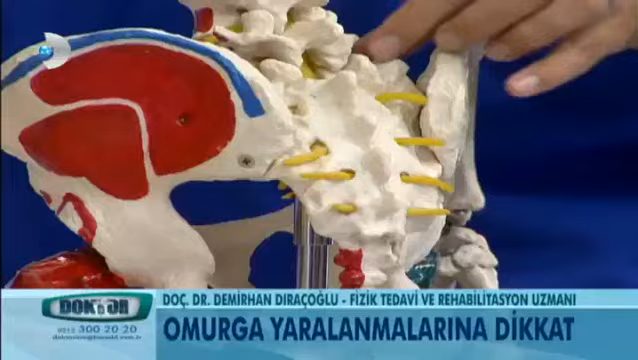 DOÇ. DR. DEMİRHAN DIRAÇOĞLU - FİZİK TEDAVİ VE REHABİLİTASYON UZMANI
DOKTOR
0212 300 20 20
OMURGA YARALANMALARINA DİKKAT